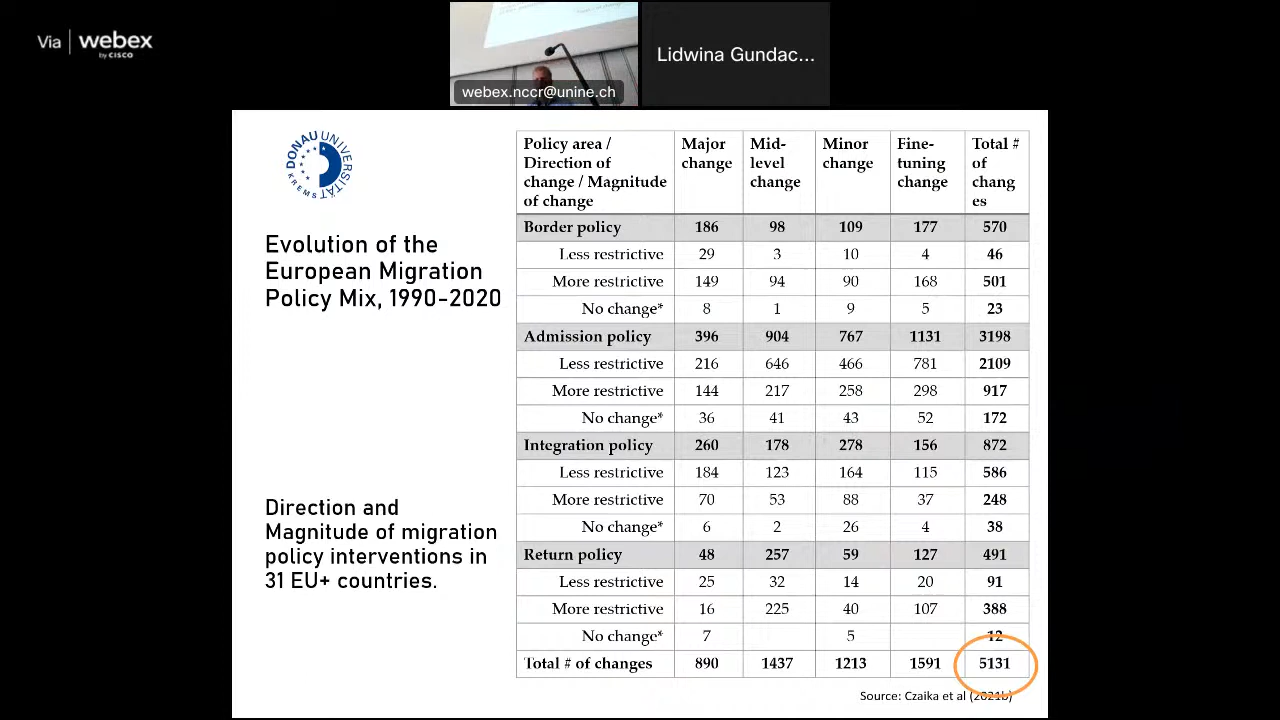 Via | webex
by CISCO
webex.nccr@unine.ch
Lidwina Gundac...
DONAU UNIVERSITÄT
KREMS
Evolution of the
European Migration
Policy Mix, 1990-2020
Direction and
Magnitude of migration
policy interventions in
31 EU+ countries.
Policy area / Direction of change / Magnitude of change | Major change | Mid-level change | Minor change | Fine-tuning change | Total # of changes
Border policy 186 98 109 177 570
Less restrictive 29 3 10 4 46
More restrictive 149 94 90 168 501
No change* 8 1 9 5 23
Admission policy 396 904 767 1131 3198
Less restrictive 216 646 466 781 2109
More restrictive 144 217 258 298 917
No change* 36 41 43 52 172
Integration policy 260 178 278 156 872
Less restrictive 184 123 164 115 586
More restrictive 70 53 88 37 248
No change* 6 2 26 4 38
Return policy 48 257 59 127 491
Less restrictive 25 32 14 20 91
More restrictive 16 225 40 107 388
No change* 7 5 12
Total # of changes 890 1437 1213 1591 5131
Source: Czaika et al (2021b)